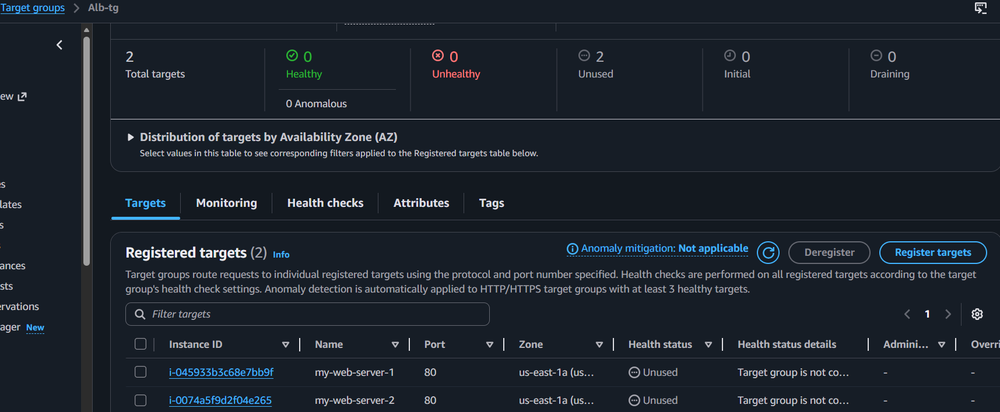 Target groups > Alb-tg
ew
es
lates
s
ances
sts
ervations
ager New
2
Total targets
0
Healthy
0 Anomalous
0
Unhealthy
2
Unused
0
Initial
0
Draining
Distribution of targets by Availability Zone (AZ)
Select values in this table to see corresponding filters applied to the Registered targets table below.
Targets Monitoring Health checks Attributes Tags
Registered targets (2) Info Anomaly mitigation: Not applicable Deregister Register targets
Target groups route requests to individual registered targets using the protocol and port number specified. Health checks are performed on all registered targets according to the target
group's health check settings. Anomaly detection is automatically applied to HTTP/HTTPS target groups with at least 3 healthy targets.
Filter targets 1
Instance ID Name Port Zone Health status Health status details Admini... Overri
i-045933b3c68e7bb9f my-web-server-1 80 us-east-1a (us... Unused Target group is not co... - -
i-0074a5f9d2f04e265 my-web-server-2 80 us-east-1a (us... Unused Target group is not co... - -